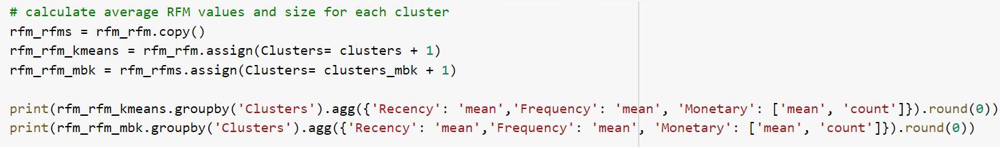 # calculate average RFM values and size for each cluster
rfm_rfms = rfm_rfm.copy()
rfm_rfm_kmeans = rfm_rfm.assign(Clusters= clusters + 1)
rfm_rfm_mbk = rfm_rfms.assign(Clusters= clusters_mbk + 1)
print(rfm_rfm_kmeans.groupby('Clusters').agg({'Recency': 'mean','Frequency': 'mean', 'Monetary': ['mean', 'count']}).round(0))
print(rfm_rfm_mbk.groupby('Clusters').agg({'Recency': 'mean','Frequency': 'mean', 'Monetary': ['mean', 'count']}).round(0))